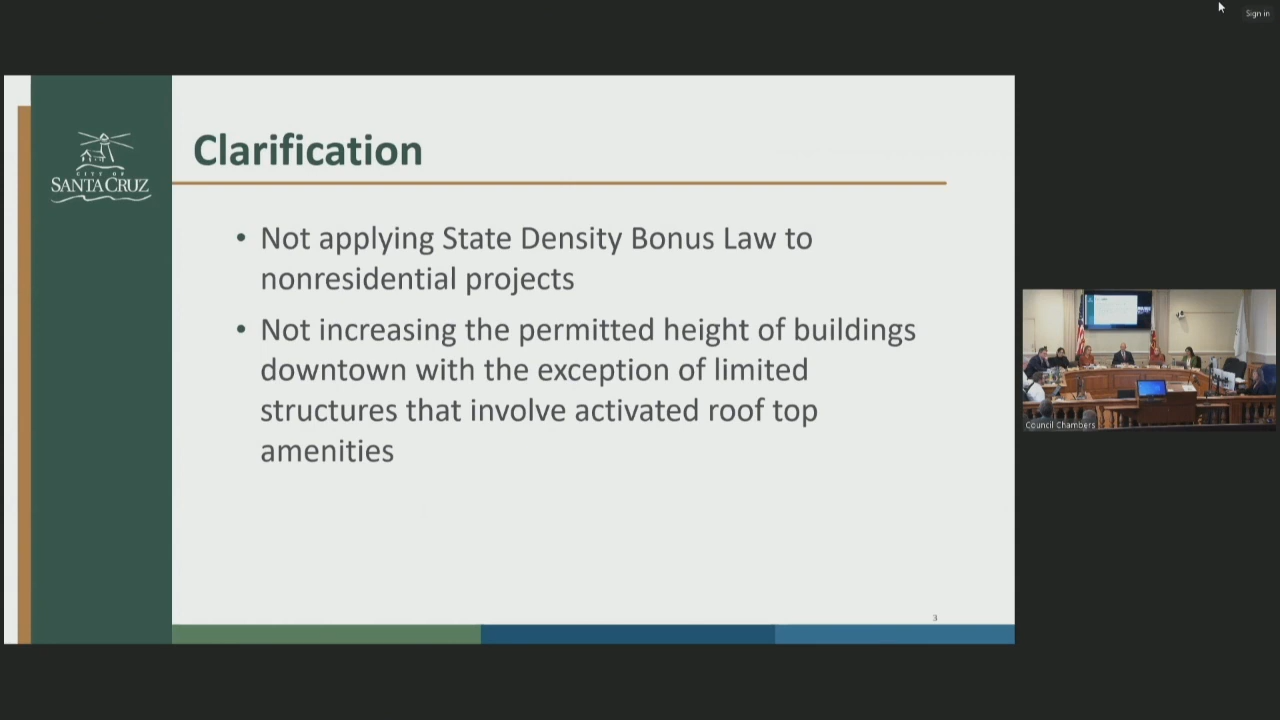 Sign in
CITY OF
SANTA CRUZ
Clarification
• Not applying State Density Bonus Law to
nonresidential projects
• Not increasing the permitted height of buildings
downtown with the exception of limited
structures that involve activated roof top
amenities
3
Council Chambers